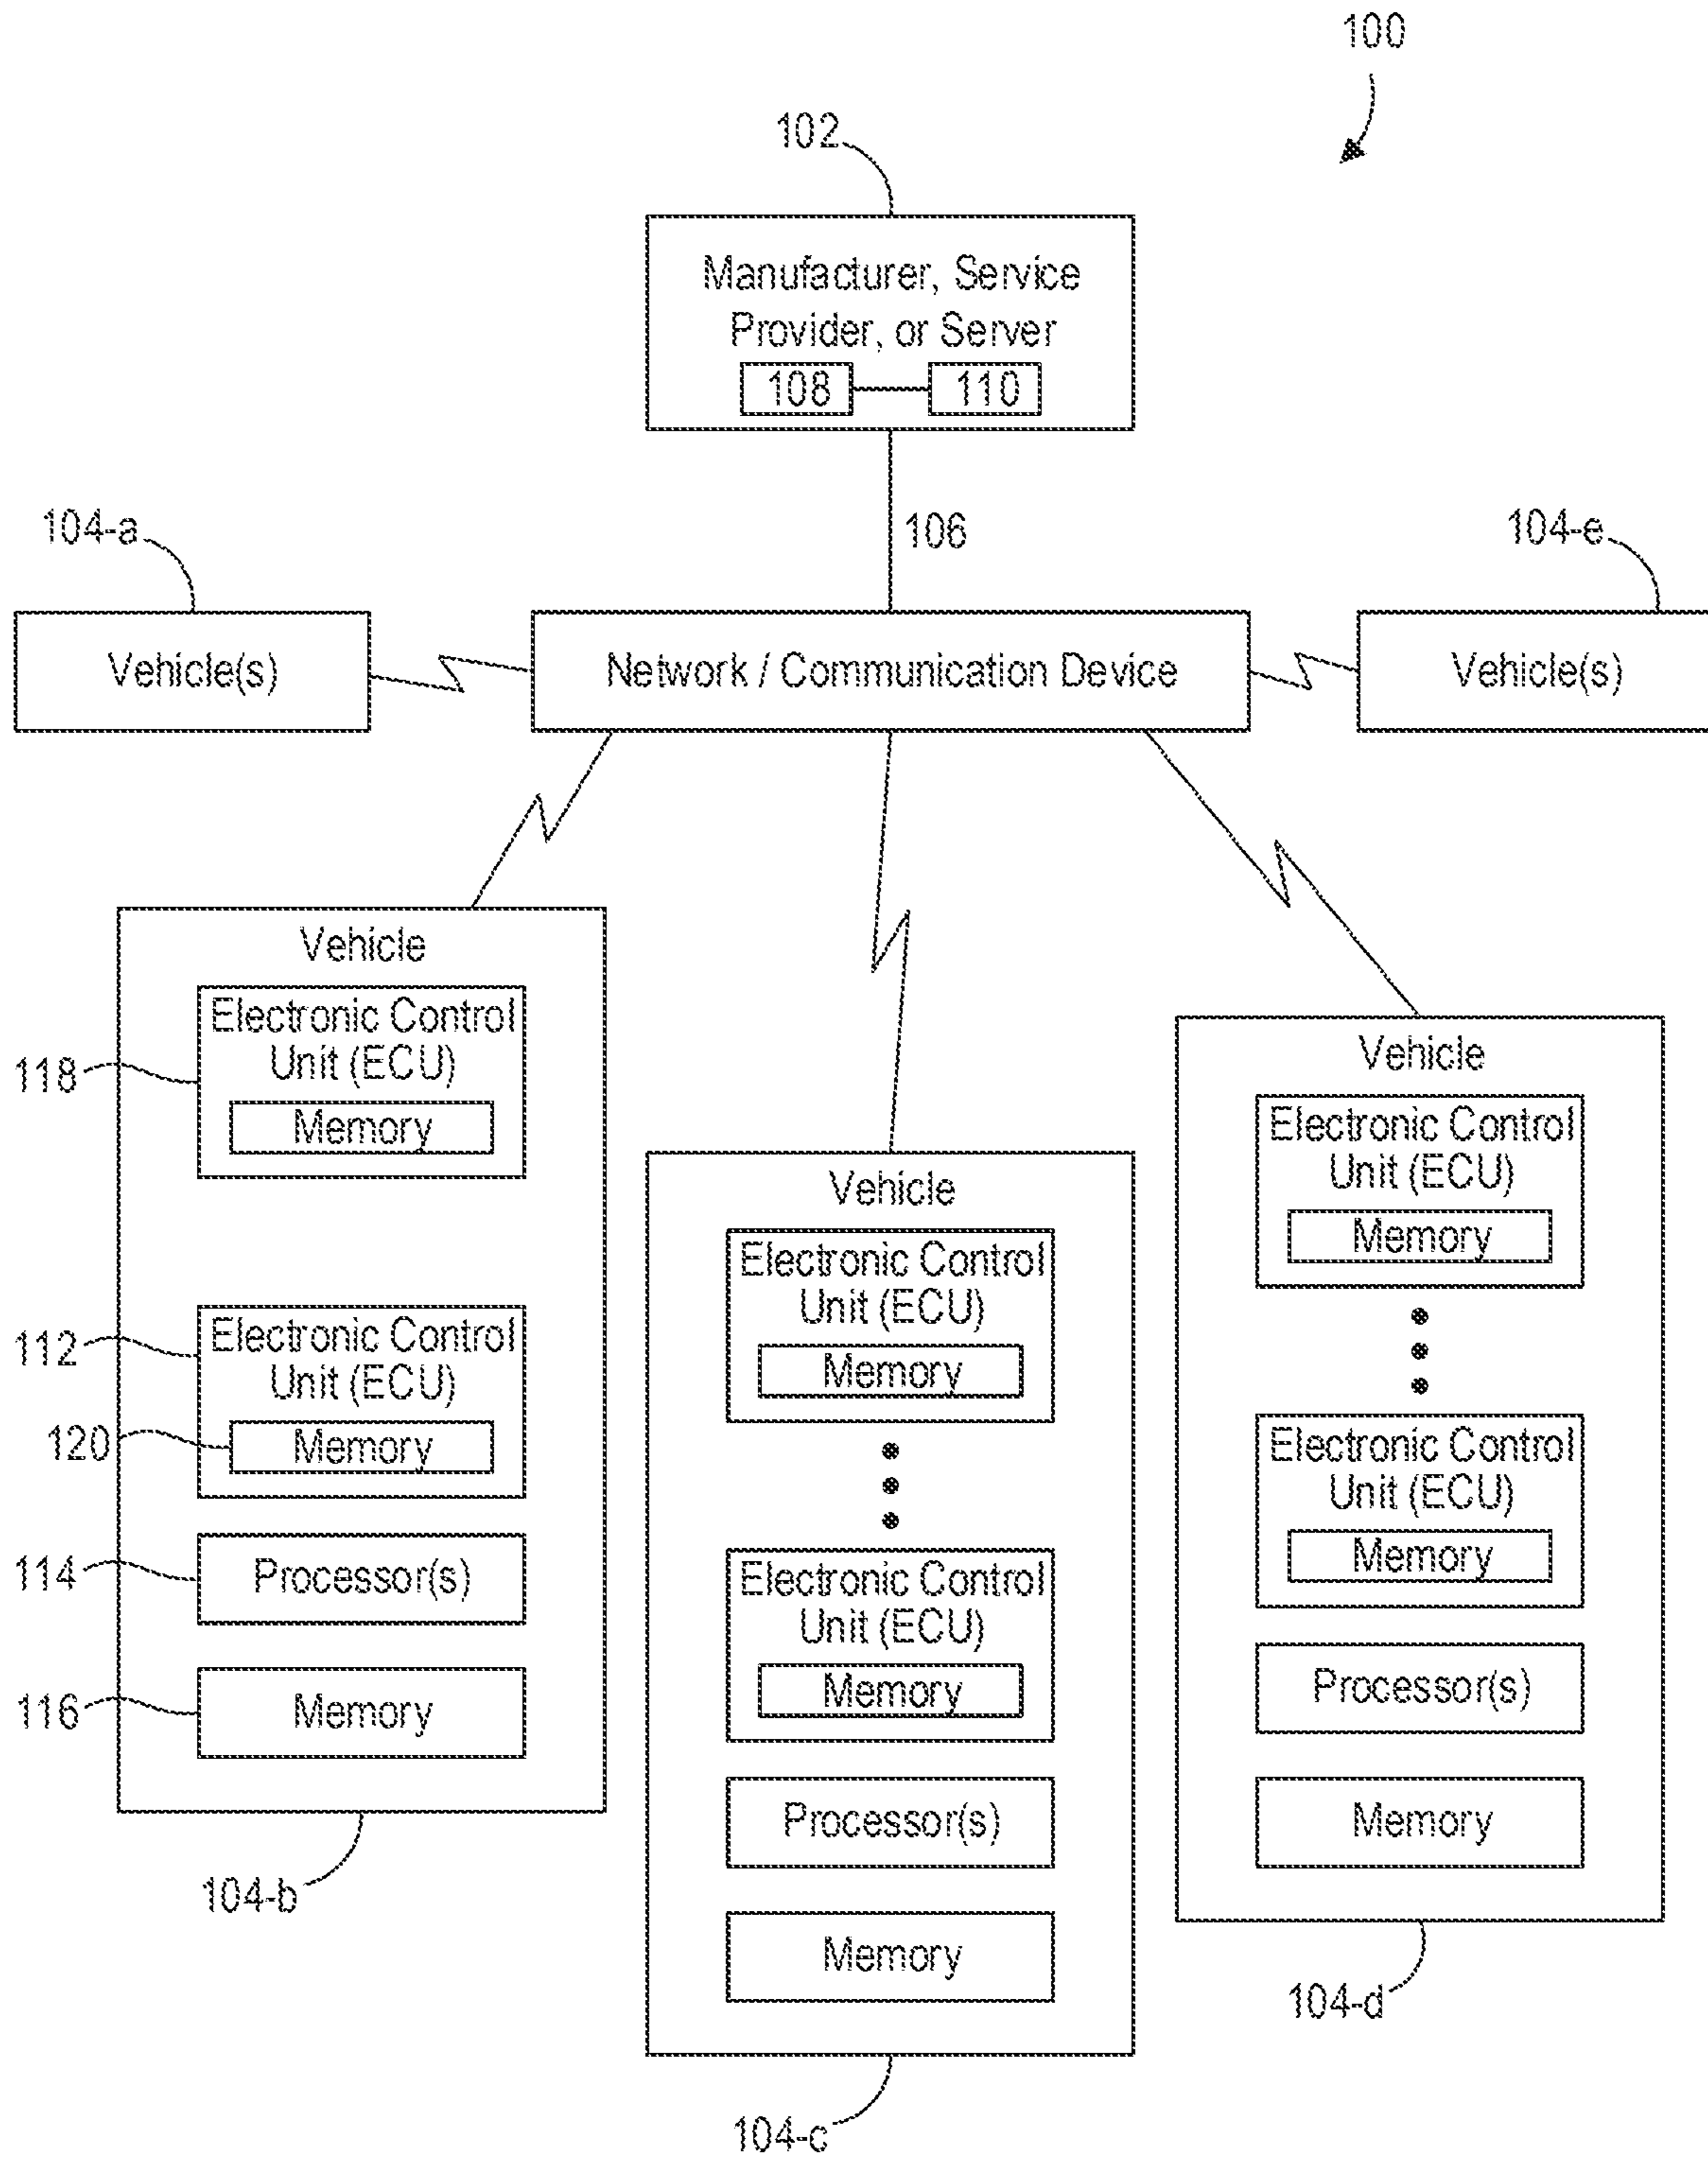 100
102
Manufacturer, Service
Provider, or Server
108
110
106
104-a
104-e
Vehicle(s)
Network / Communication Device
Vehicle(s)
Vehicle
Electronic Control
Unit (ECU)
Memory
118
Electronic Control
Unit (ECU)
Memory
112
120
Processor(s)
114
Memory
116
104-b
Vehicle
Electronic Control
Unit (ECU)
Memory
Electronic Control
Unit (ECU)
Memory
Processor(s)
Memory
104-c
Vehicle
Electronic Control
Unit (ECU)
Memory
Electronic Control
Unit (ECU)
Memory
Processor(s)
Memory
104-d